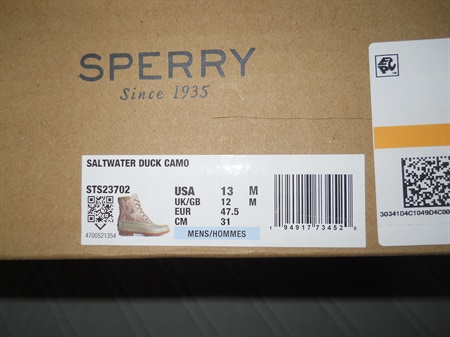 SPERRY
Since 1935
SALTWATER DUCK CAMO
STS23702
USA 13 M
UK/GB 12 M
EUR 47.5
CM 31
MENS/HOMMES
4700521354
1 94917 73452 0
30341D4C1049D4C00